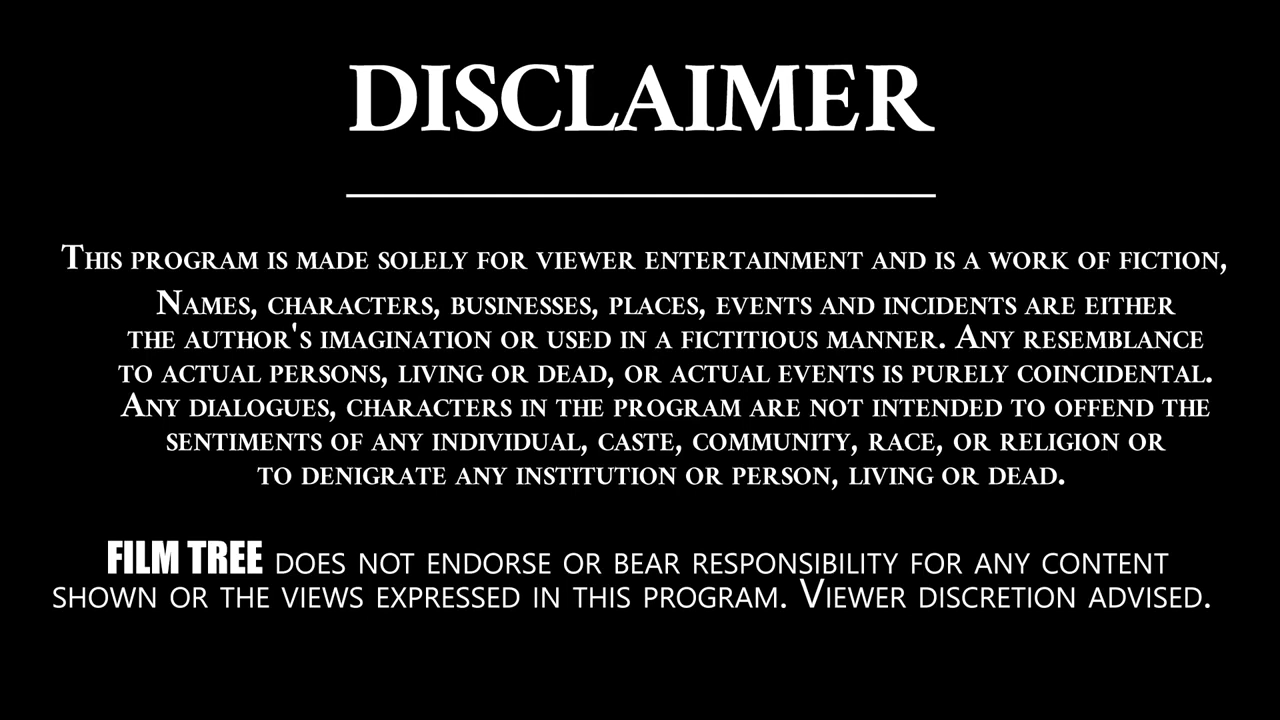 DISCLAIMER
This program is made solely for viewer entertainment and is a work of fiction,
Names, characters, businesses, places, events and incidents are either
the author's imagination or used in a fictitious manner. Any resemblance
to actual persons, living or dead, or actual events is purely coincidental.
Any dialogues, characters in the program are not intended to offend the
sentiments of any individual, caste, community, race, or religion or
to denigrate any institution or person, living or dead.
FILM TREE does not endorse or bear responsibility for any content
shown or the views expressed in this program. Viewer discretion advised.